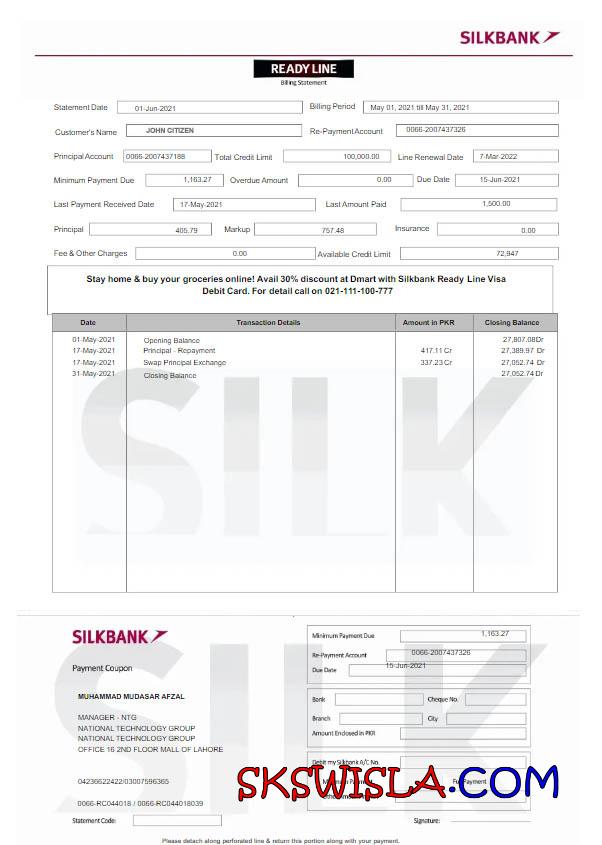 SILKBANK
READY LINE
Billing Statement
Statement Date 01-Jun-2021 Billing Period May 01, 2021 till May 31, 2021
Customer's Name JOHN CITIZEN Re-Payment Account 0066-2007437326
Principal Account 0066-2007437188 Total Credit Limit 100,000.00 Line Renewal Date 7-Mar-2022
Minimum Payment Due 1,163.27 Overdue Amount 0.00 Due Date 15-Jun-2021
Last Payment Received Date 17-May-2021 Last Amount Paid 1,500.00
Principal 405.79 Markup 757.48 Insurance 0.00
Fee & Other Charges 0.00 Available Credit Limit 72,947
Stay home & buy your groceries online! Avail 30% discount at Dmart with Silkbank Ready Line Visa
Debit Card. For detail call on 021-111-100-777
Date Transaction Details Amount in PKR Closing Balance
01-May-2021 Opening Balance 27,807.08Dr
17-May-2021 Principal - Repayment 417.11 Cr 27,389.97 Dr
17-May-2021 Swap Principal Exchange 337.23 Cr 27,052.74 Dr
31-May-2021 Closing Balance 27,052.74 Dr
SILK
SILKBANK
Payment Coupon
MUHAMMAD MUDASAR AFZAL
MANAGER - NTG
NATIONAL TECHNOLOGY GROUP
NATIONAL TECHNOLOGY GROUP
OFFICE 16 2ND FLOOR MALL OF LAHORE
04236622422/03007596365
0066-RC044018 / 0066-RC044018039
Statement Code:
Minimum Payment Due 1,163.27
Re-Payment Account 0066-2007437326
Due Date 15-Jun-2021
Bank Cheque No.
Branch City
Amount Enclosed in PKR
Debit my Silkbank A/C No.
SKSWISLA.COM
Signature:
SILK
Please detach along perforated line & return this portion along with your payment.